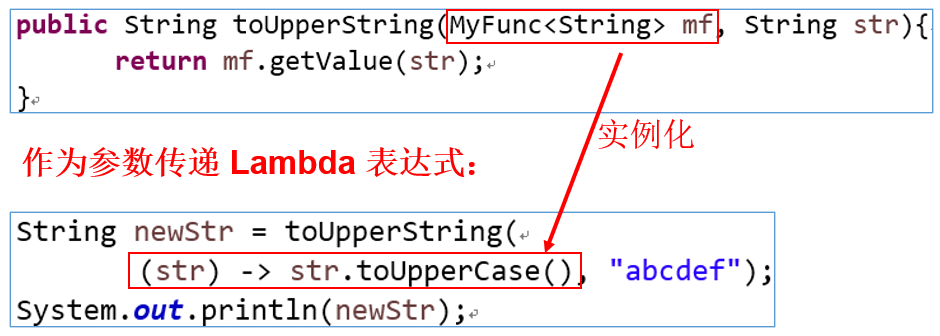 public String toUpperString(MyFunc<String> mf, String str){
return mf.getValue(str);
}
实例化
作为参数传递 Lambda 表达式：
String newStr = toUpperString(
(str) -> str.toUpperCase(), "abcdef");
System.out.println(newStr);